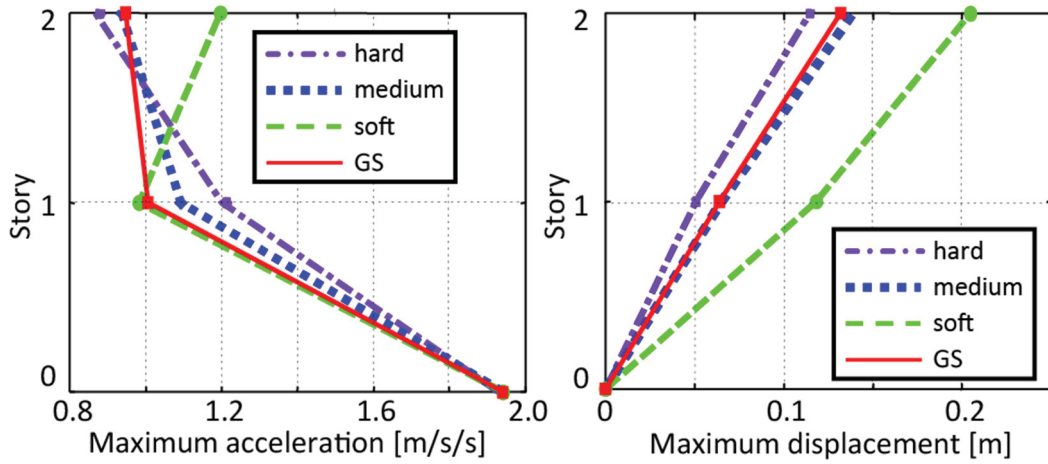 2
Story
1
0
0.8
1.2
1.6
2.0
Maximum acceleration [m/s/s]
hard
medium
soft
GS
2
Story
1
0
0
0.1
0.2
Maximum displacement [m]
hard
medium
soft
GS